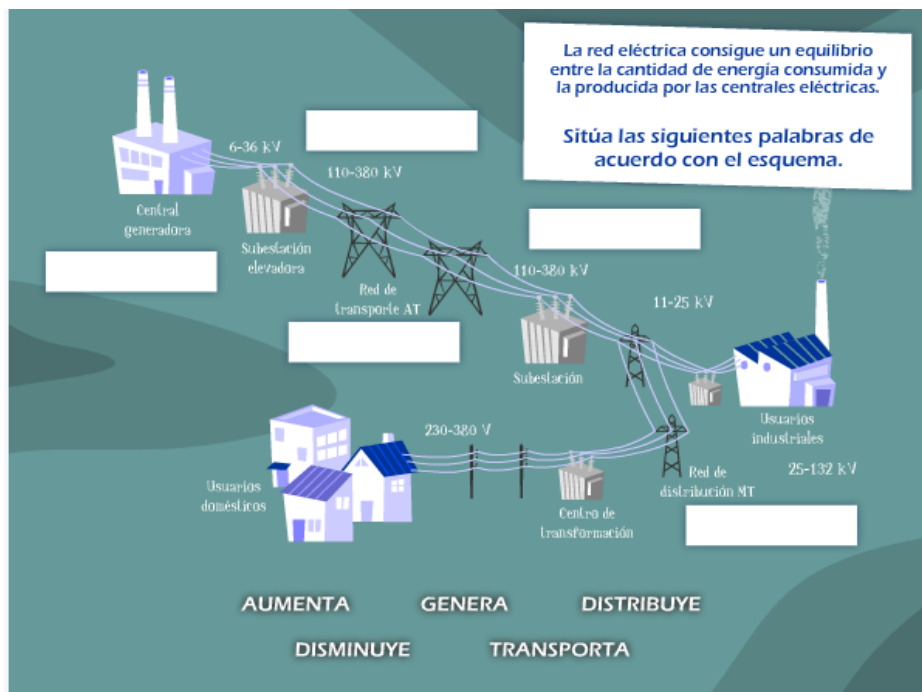 La red eléctrica consigue un equilibrio
entre la cantidad de energía consumida y
la producida por las centrales eléctricas.
Sitúa las siguientes palabras de
acuerdo con el esquema.
6-36 kV
110-380 kV
Central
generadora
Subestación
elevadora
Red de
transporte AT
110-380 kV
11-25 kV
Subestación
Usuarios
industriales
25-132 kV
230-380 V
Usuarios
domésticos
Red de
distribución MT
Centro de
transformación
AUMENTA
GENERA
DISTRIBUYE
DISMINUYE
TRANSPORTA